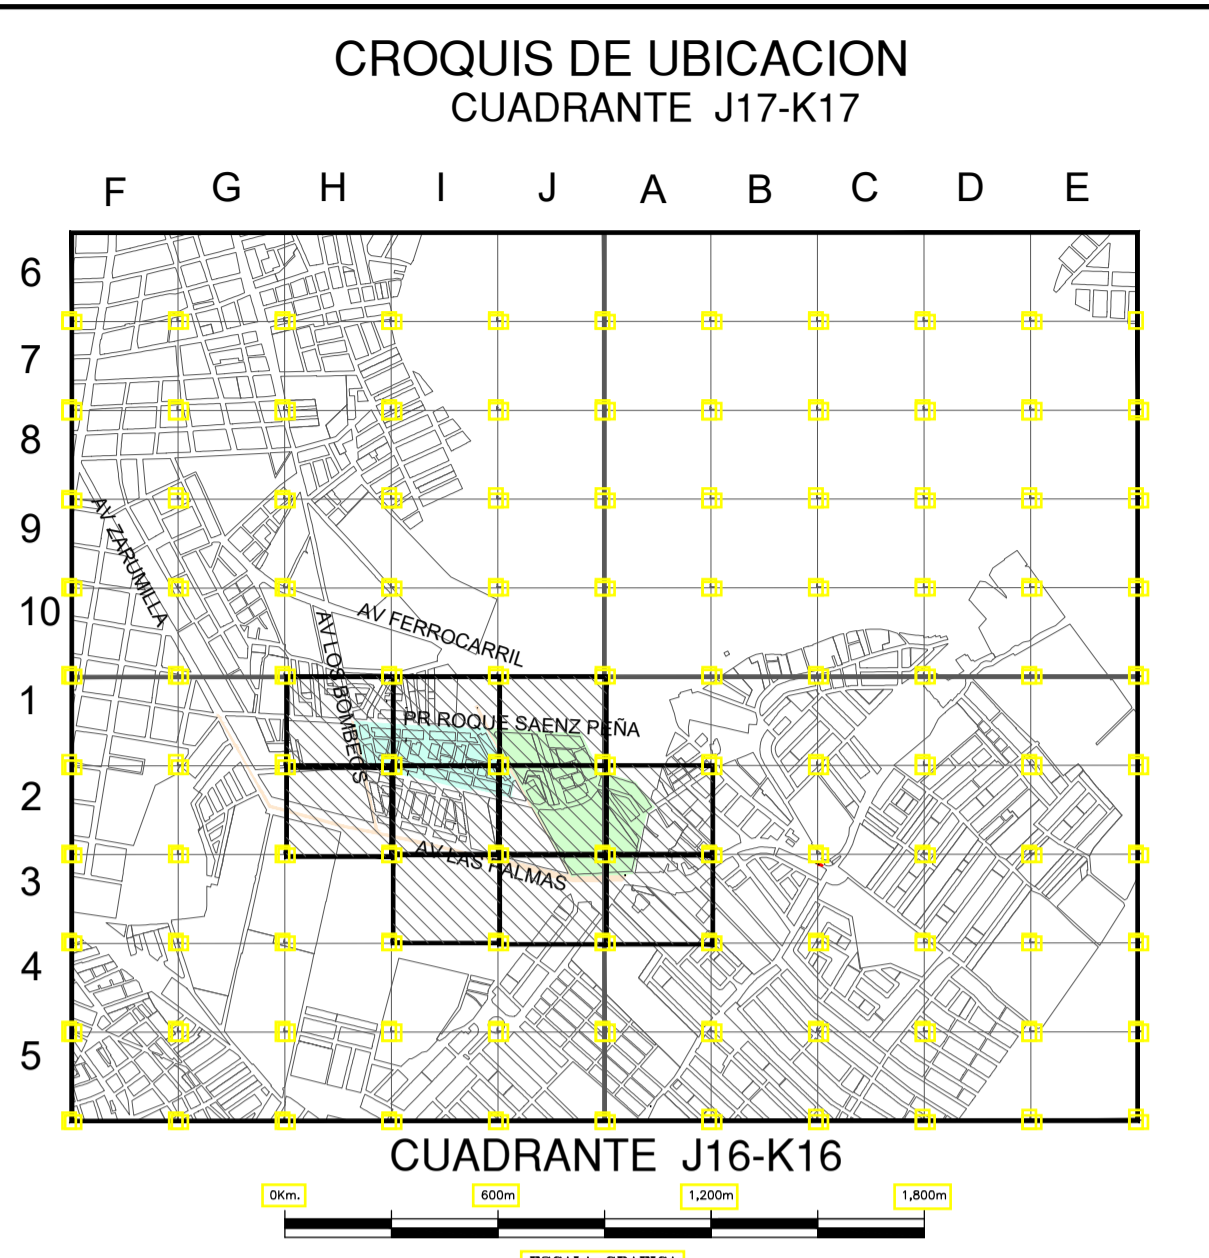 CROQUIS DE UBICACION
CUADRANTE J17-K17
F G H I J A B C D E
6
7
8
9
AV ZARUMILLA
10
AV FERROCARRIL
AV LOS BOMBEOS
1
PR ROQUE SAENZ PEÑA
2
AV LAS PALMAS
3
4
5
CUADRANTE J16-K16
0Km. 600m 1,200m 1,800m
ESCALA GRAFICA